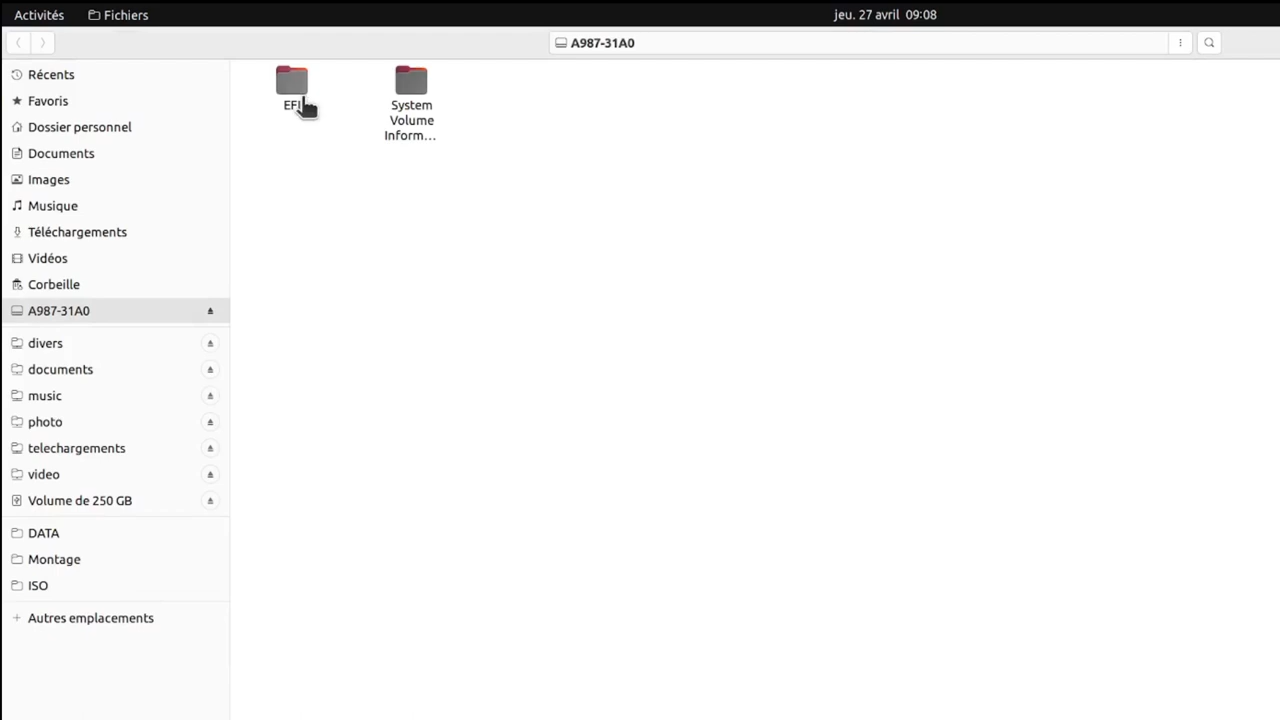 Activités
Fichiers
jeu. 27 avril 09:08
A987-31A0
Récents
Favoris
Dossier personnel
Documents
Images
Musique
Téléchargements
Vidéos
Corbeille
A987-31A0
divers
documents
music
photo
telechargements
video
Volume de 250 GB
DATA
Montage
ISO
Autres emplacements
EFI
System
Volume
Inform…